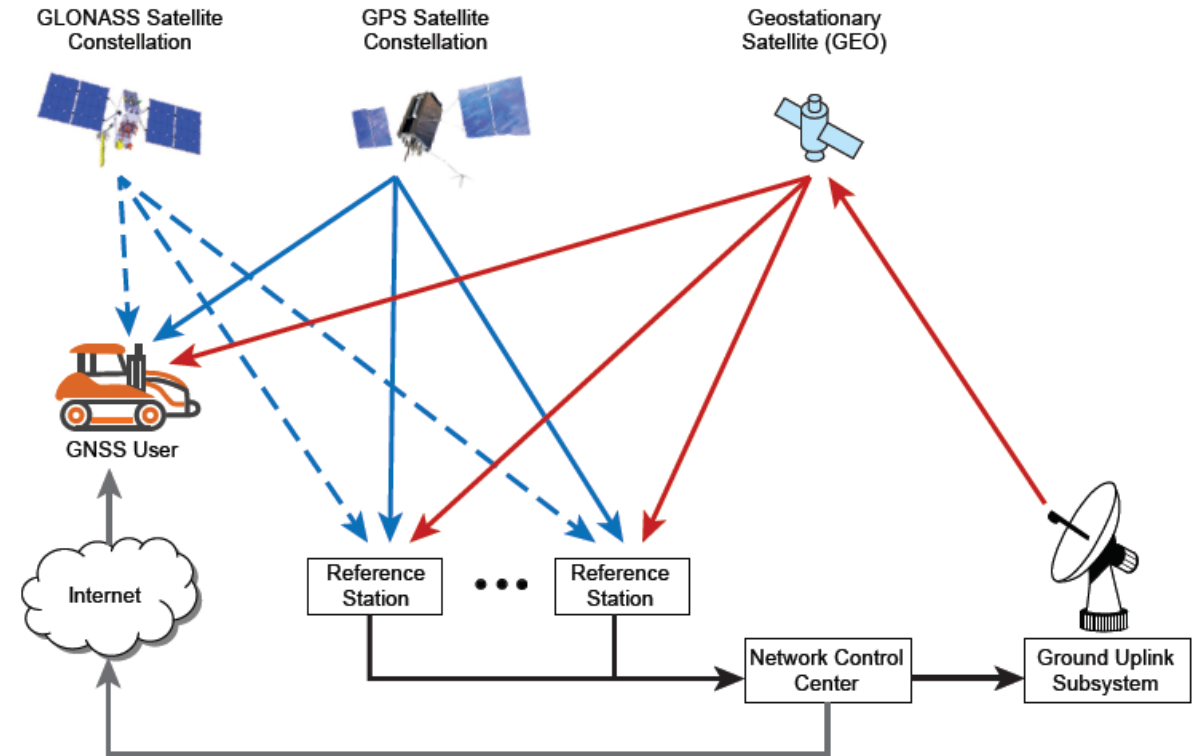 GLONASS Satellite
Constellation
GPS Satellite
Constellation
Geostationary
Satellite (GEO)
GNSS User
Internet
Reference
Station
Reference
Station
Network Control
Center
Ground Uplink
Subsystem